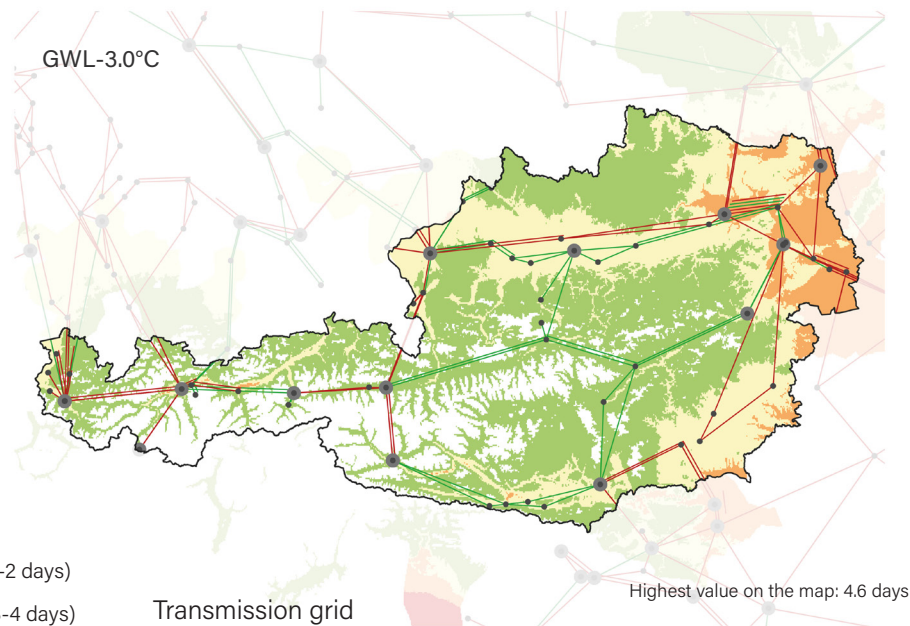 GWL-3.0°C
-2 days)
-4 days)
Transmission grid
Highest value on the map: 4.6 days